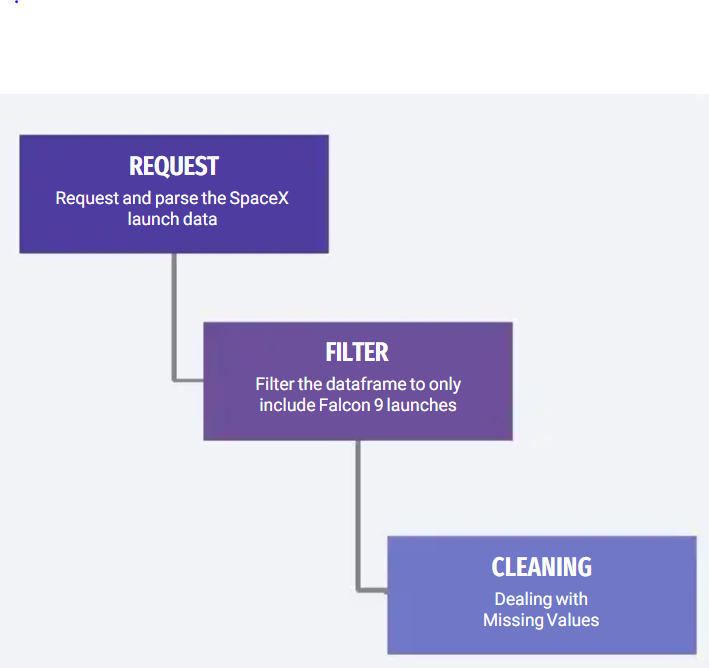 REQUEST
Request and parse the SpaceX
launch data
FILTER
Filter the dataframe to only
include Falcon 9 launches
CLEANING
Dealing with
Missing Values